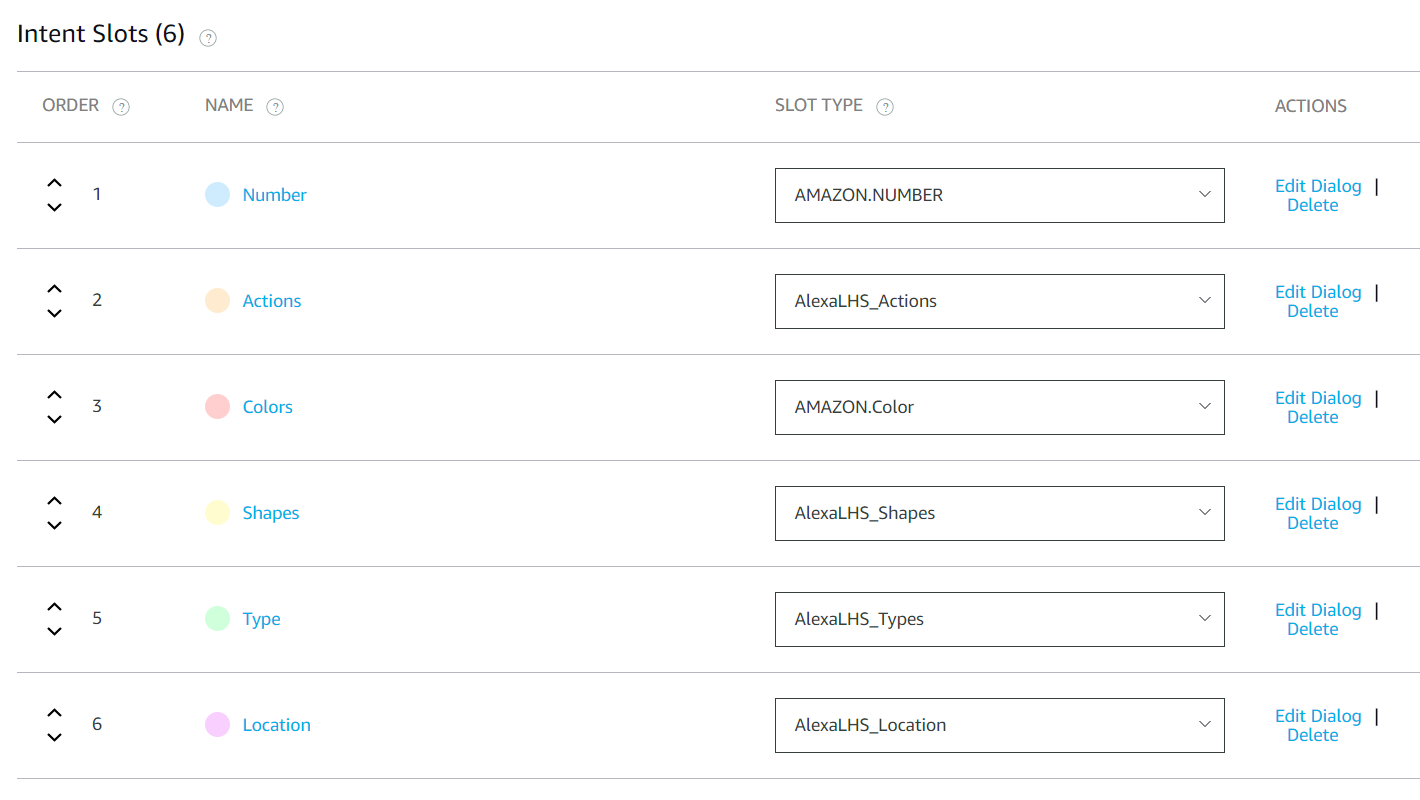 Intent Slots (6) ?
ORDER ? NAME ? SLOT TYPE ? ACTIONS
1 Number AMAZON.NUMBER Edit Dialog |
Delete
2 Actions AlexaLHS_Actions Edit Dialog |
Delete
3 Colors AMAZON.Color Edit Dialog |
Delete
4 Shapes AlexaLHS_Shapes Edit Dialog |
Delete
5 Type AlexaLHS_Types Edit Dialog |
Delete
6 Location AlexaLHS_Location Edit Dialog |
Delete